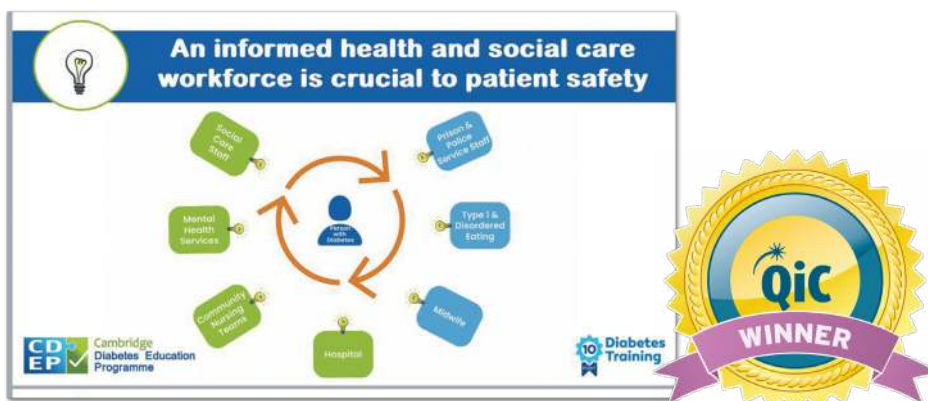 An informed health and social care
workforce is crucial to patient safety
Social
Care
Staff
Prison &
Police
Service Staff
Mental
Health
Services
Person
with
Diabetes
Type 1 &
Disordered
Eating
Community
Nursing
Teams
Hospital
Midwife
CD
EP
Cambridge
Diabetes Education
Programme
10
Diabetes
Training
QiC
WINNER